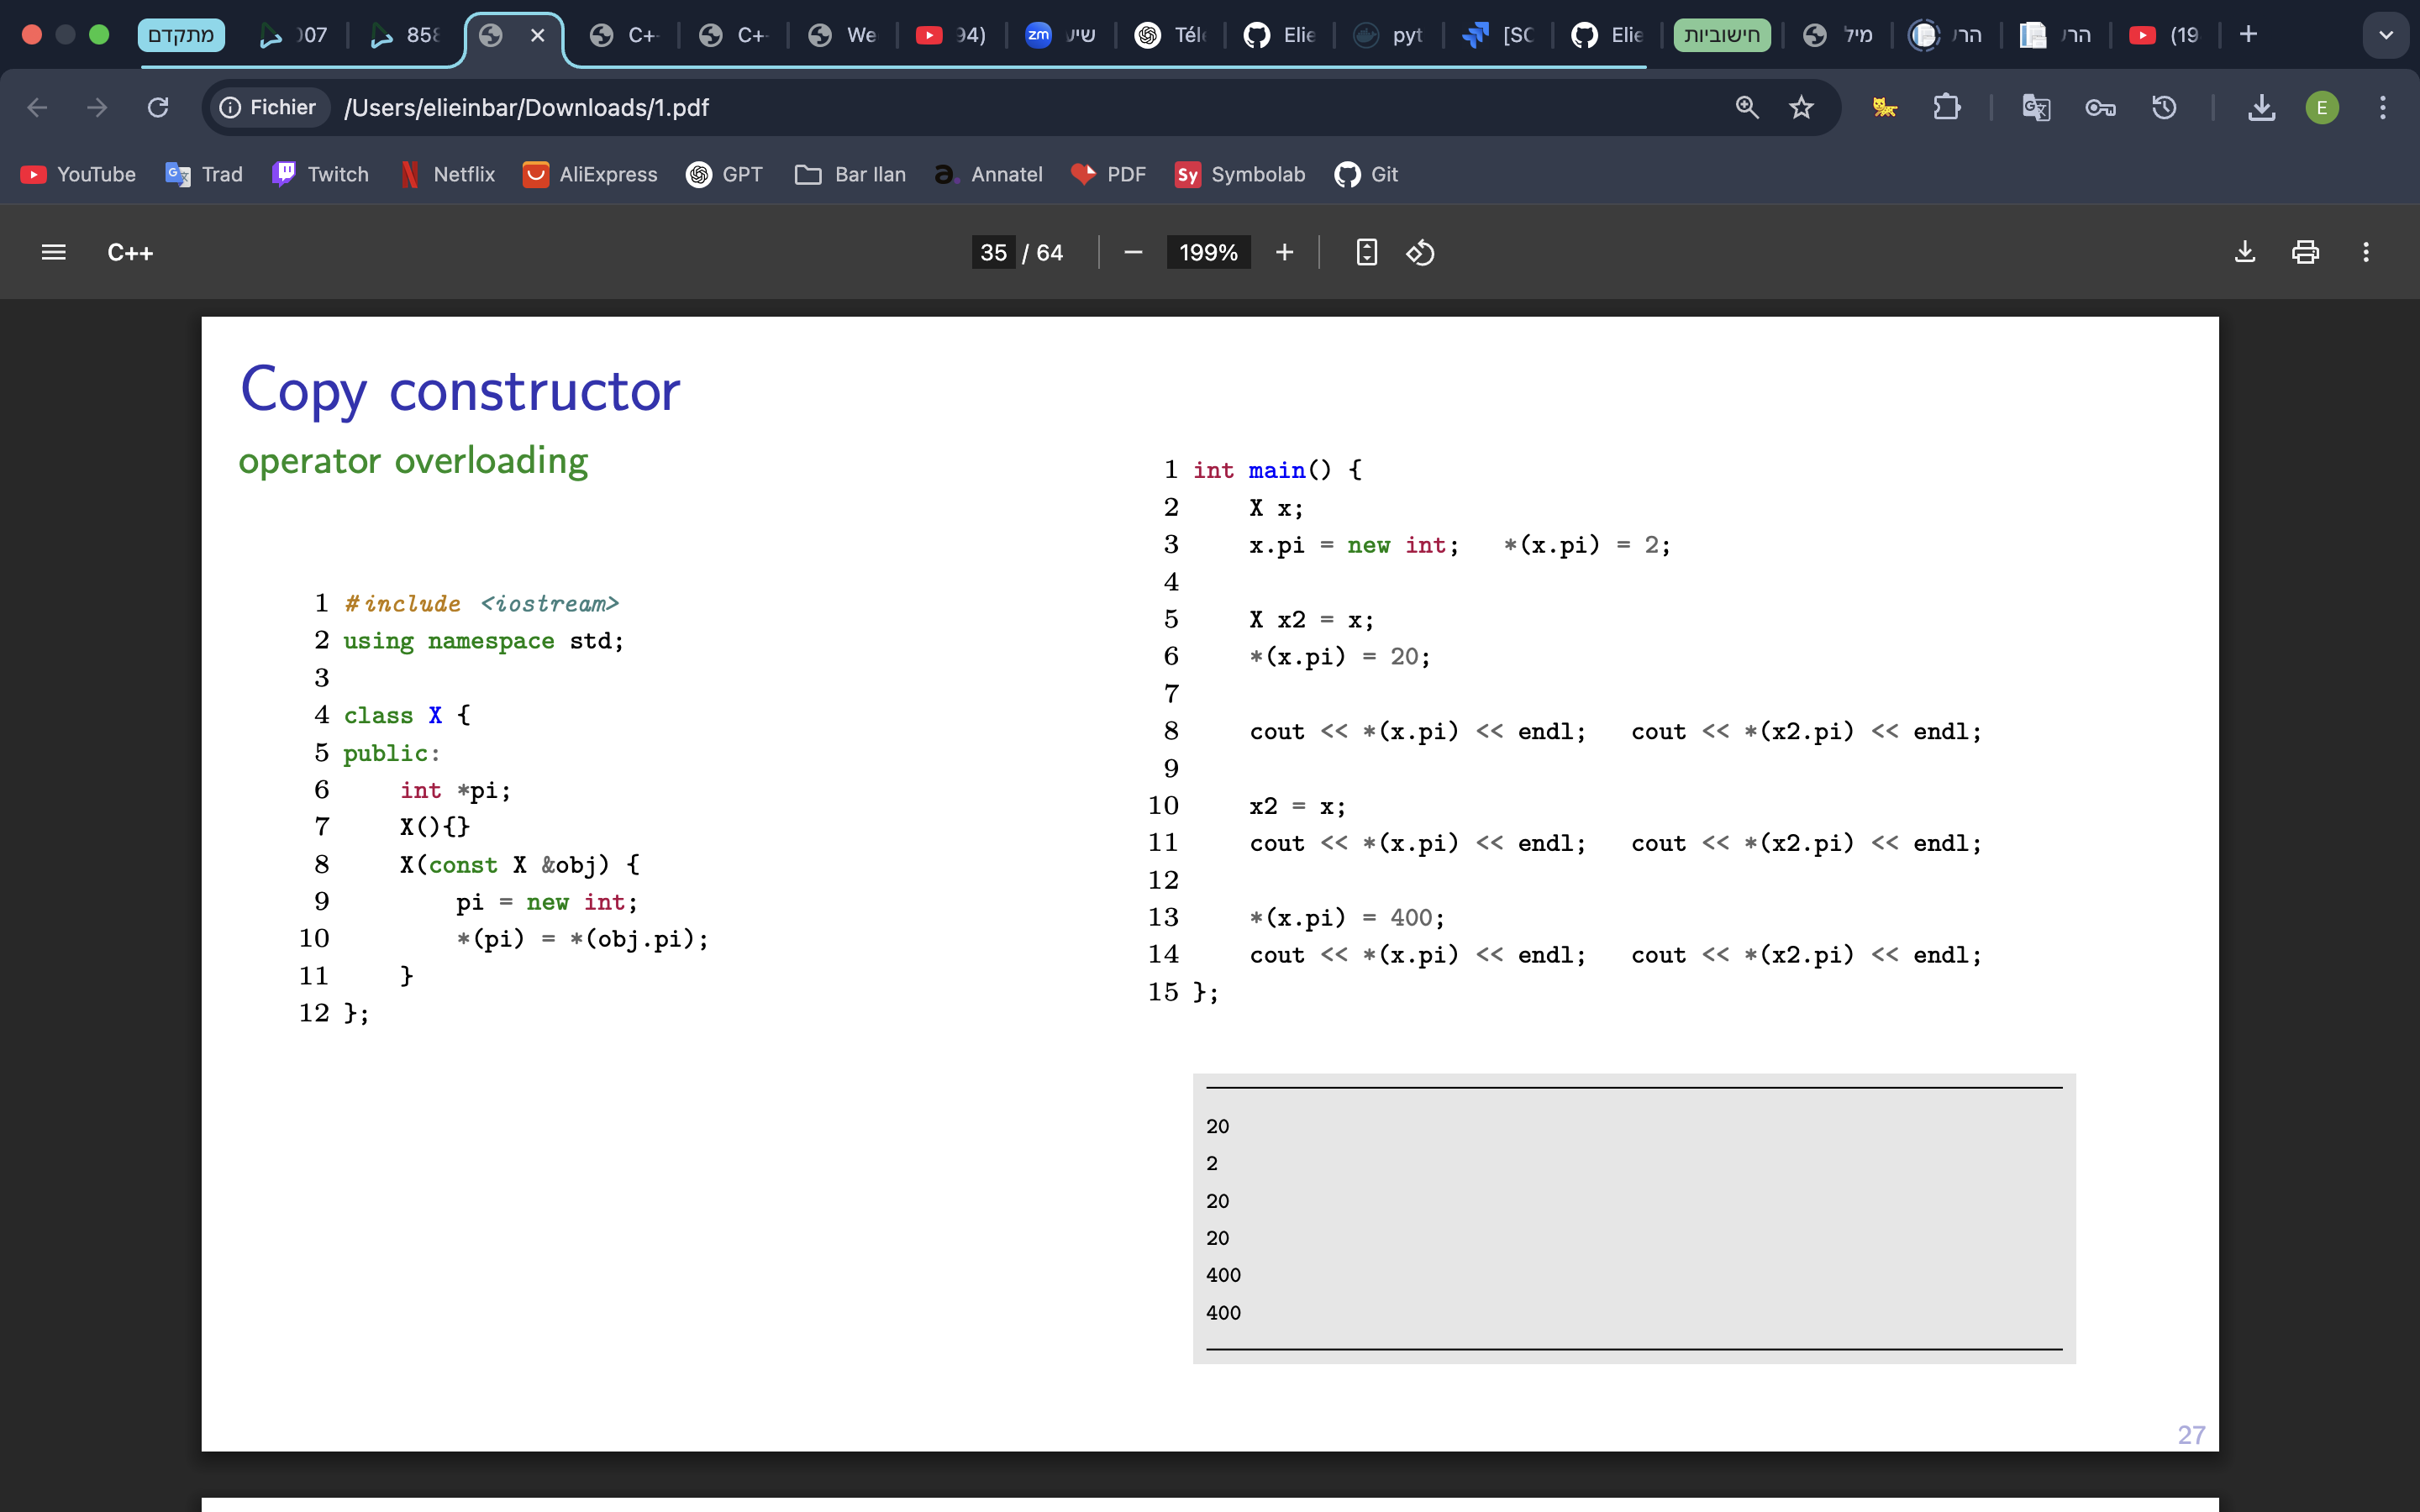 מתקדם
007
858
C+
C+
We
94)
zm
שיע
Télé
Elie
pyt
[SC
Elie
חישוביות
מיל
הרי
הרי
(19
Fichier /Users/elieinbar/Downloads/1.pdf
E
YouTube Trad Twitch Netflix AliExpress GPT Bar Ilan a. Annatel PDF Sy Symbolab Git
C++
35 / 64
199%
Copy constructor
operator overloading
1 #include <iostream>
2 using namespace std;
3
4 class X {
5 public:
6 int *pi;
7 X(){}
8 X(const X &obj) {
9 pi = new int;
10 *(pi) = *(obj.pi);
11 }
12 };
1 int main() {
2 X x;
3 x.pi = new int; *(x.pi) = 2;
4
5 X x2 = x;
6 *(x.pi) = 20;
7
8 cout << *(x.pi) << endl; cout << *(x2.pi) << endl;
9
10 x2 = x;
11 cout << *(x.pi) << endl; cout << *(x2.pi) << endl;
12
13 *(x.pi) = 400;
14 cout << *(x.pi) << endl; cout << *(x2.pi) << endl;
15 };
20
2
20
20
400
400
27